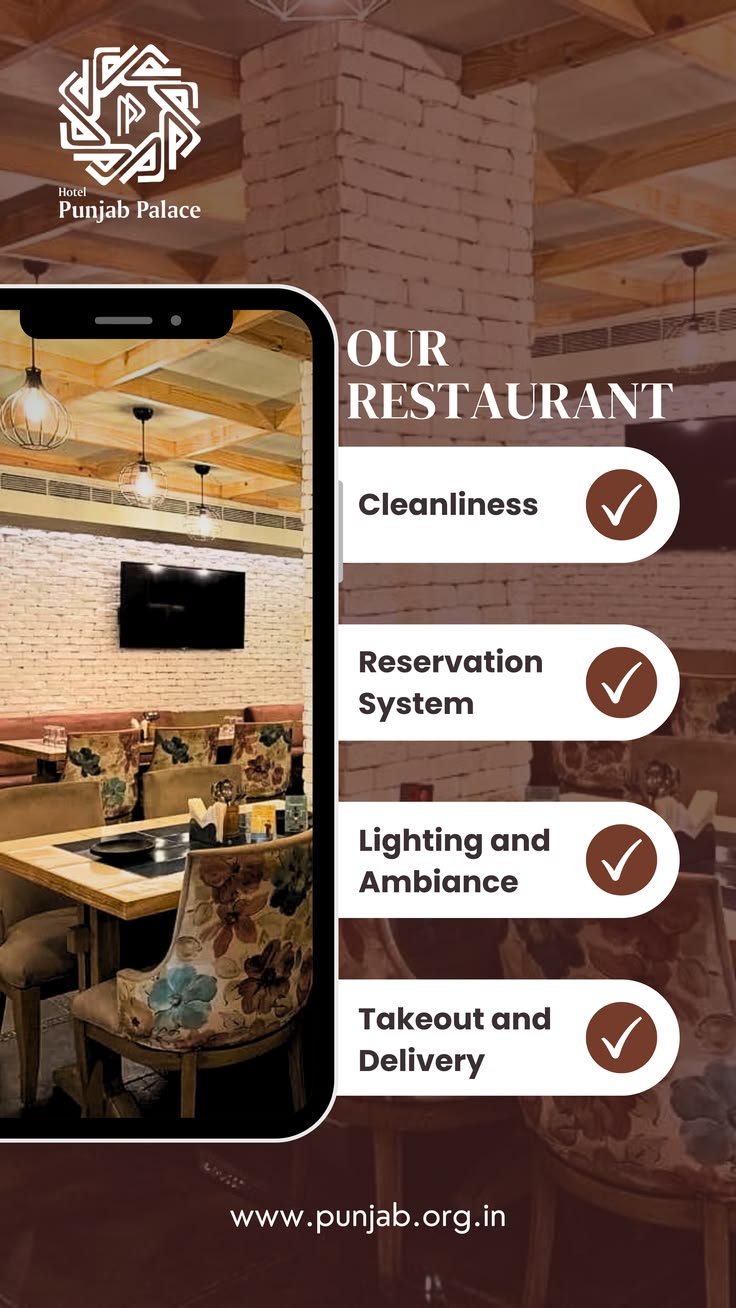 Hotel
Punjab Palace
OUR
RESTAURANT
Cleanliness
Reservation
System
Lighting and
Ambiance
Takeout and
Delivery
www.punjab.org.in